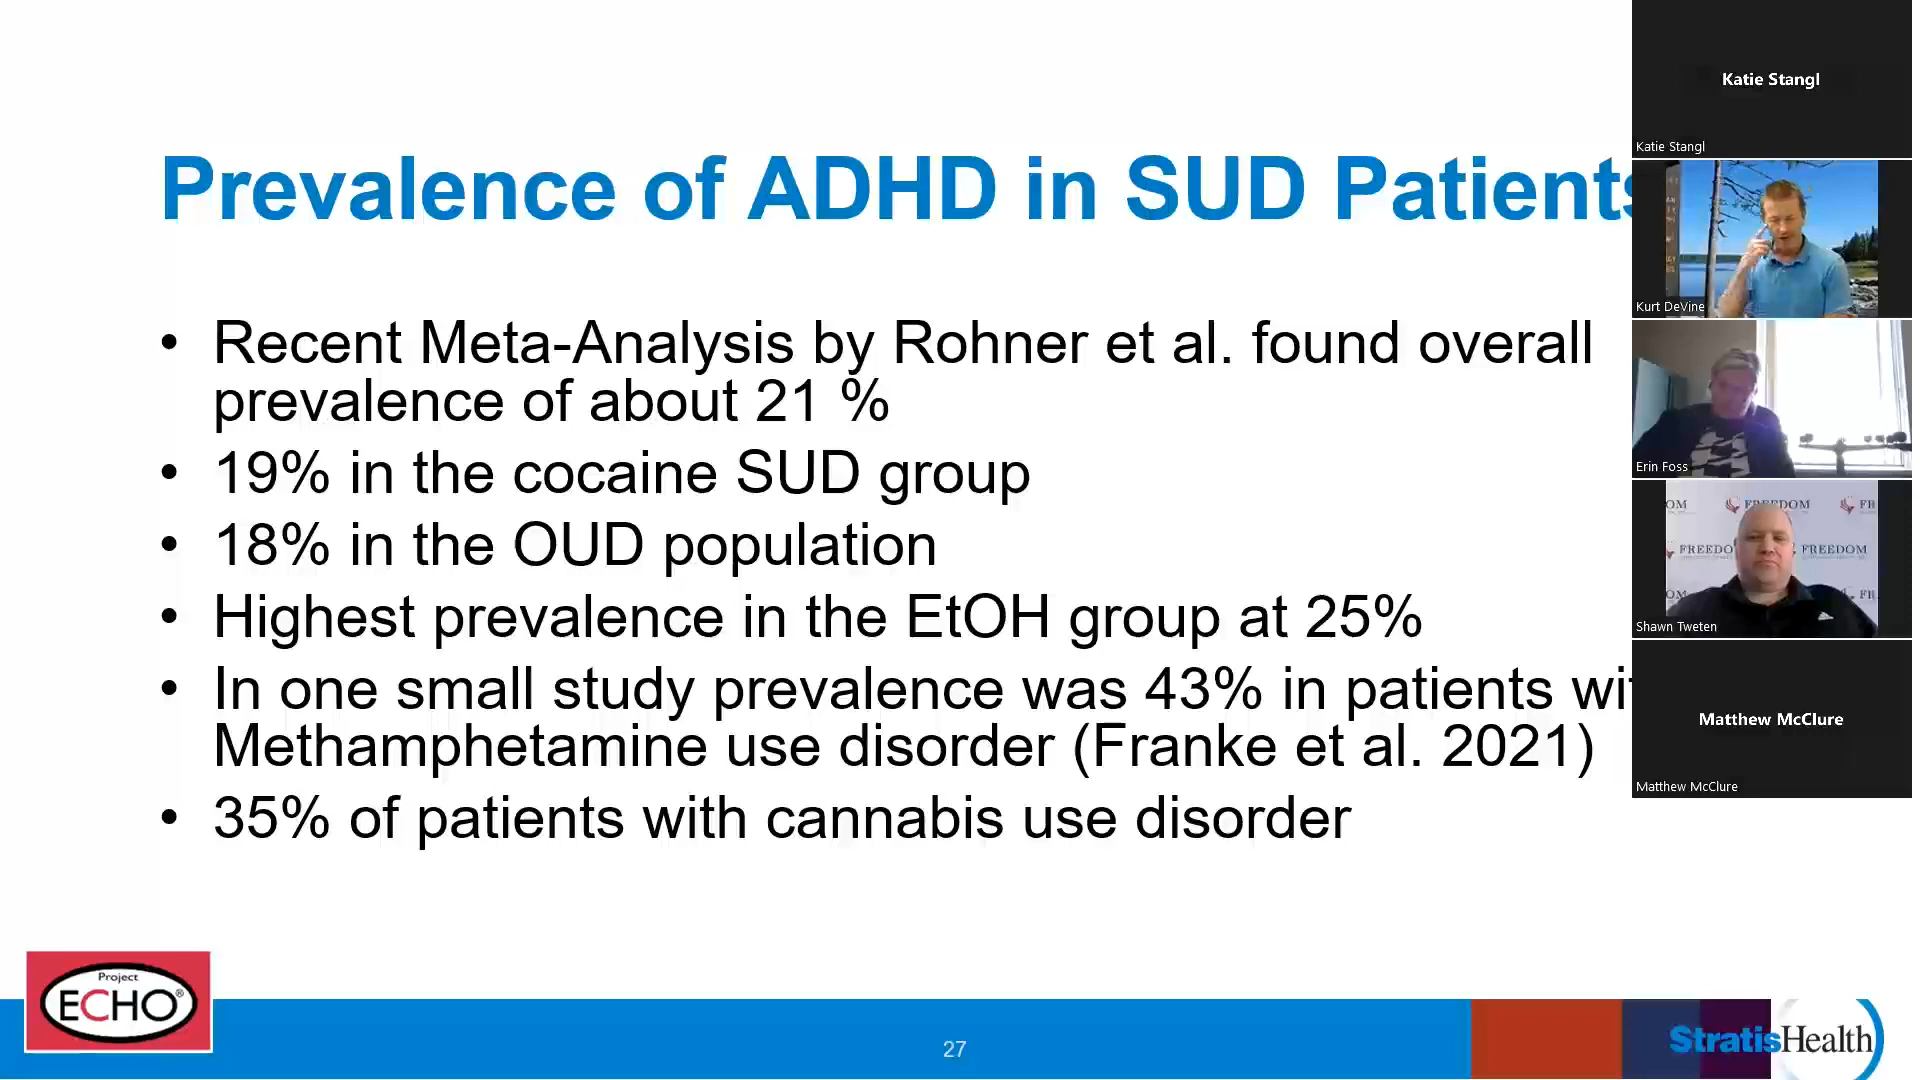 Prevalence of ADHD in SUD Patients
• Recent Meta-Analysis by Rohner et al. found overall
prevalence of about 21 %
• 19% in the cocaine SUD group
• 18% in the OUD population
• Highest prevalence in the EtOH group at 25%
• In one small study prevalence was 43% in patients wi
Methamphetamine use disorder (Franke et al. 2021)
• 35% of patients with cannabis use disorder
Project
ECHO®
27
StratisHealth
Katie Stangl
Katie Stangl
Kurt DeVine
Erin Foss
FREEDOM
FREEDO
FREEDOM
Shawn Tweten
Matthew McClure
Matthew McClure